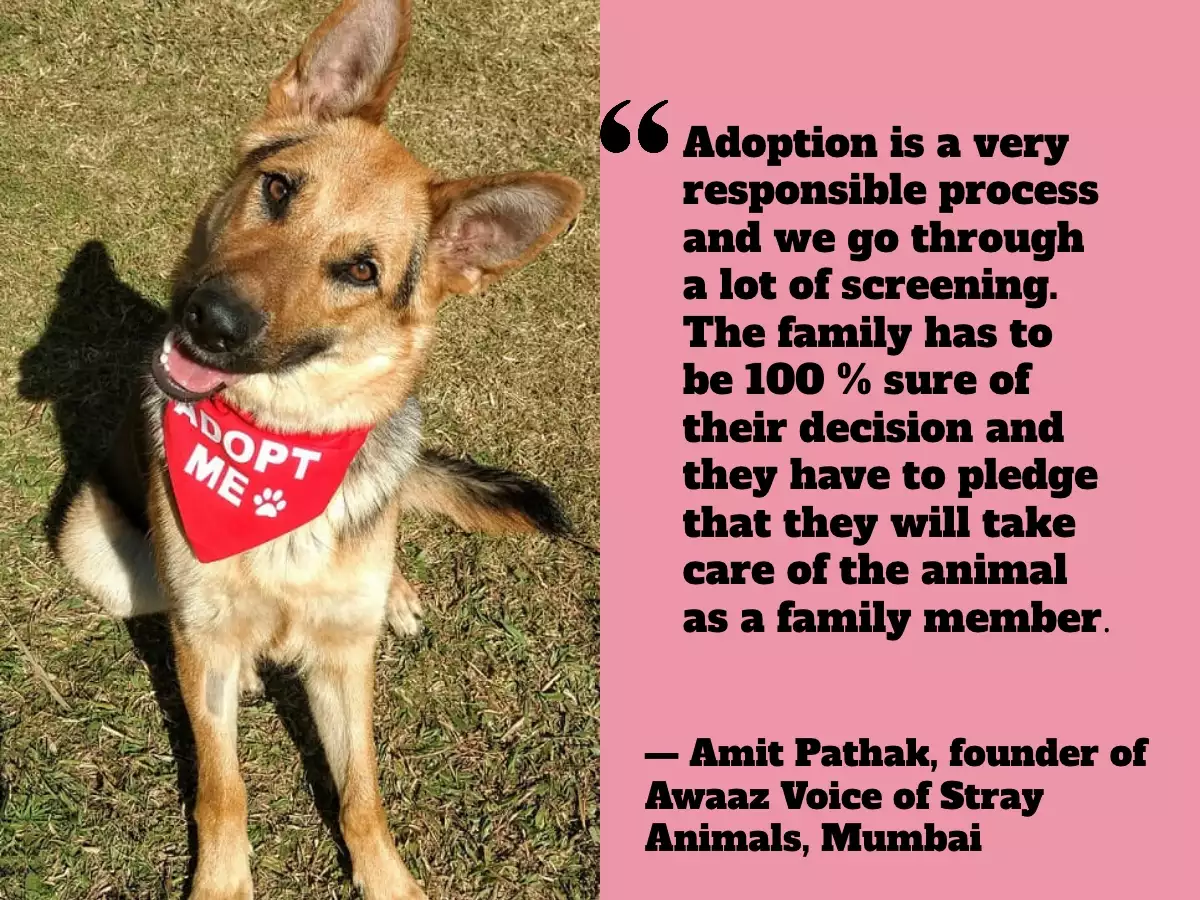 ADOPT
ME
“
Adoption is a very
responsible process
and we go through
a lot of screening.
The family has to
be 100 % sure of
their decision and
they have to pledge
that they will take
care of the animal
as a family member.
— Amit Pathak, founder of
Awaaz Voice of Stray
Animals, Mumbai